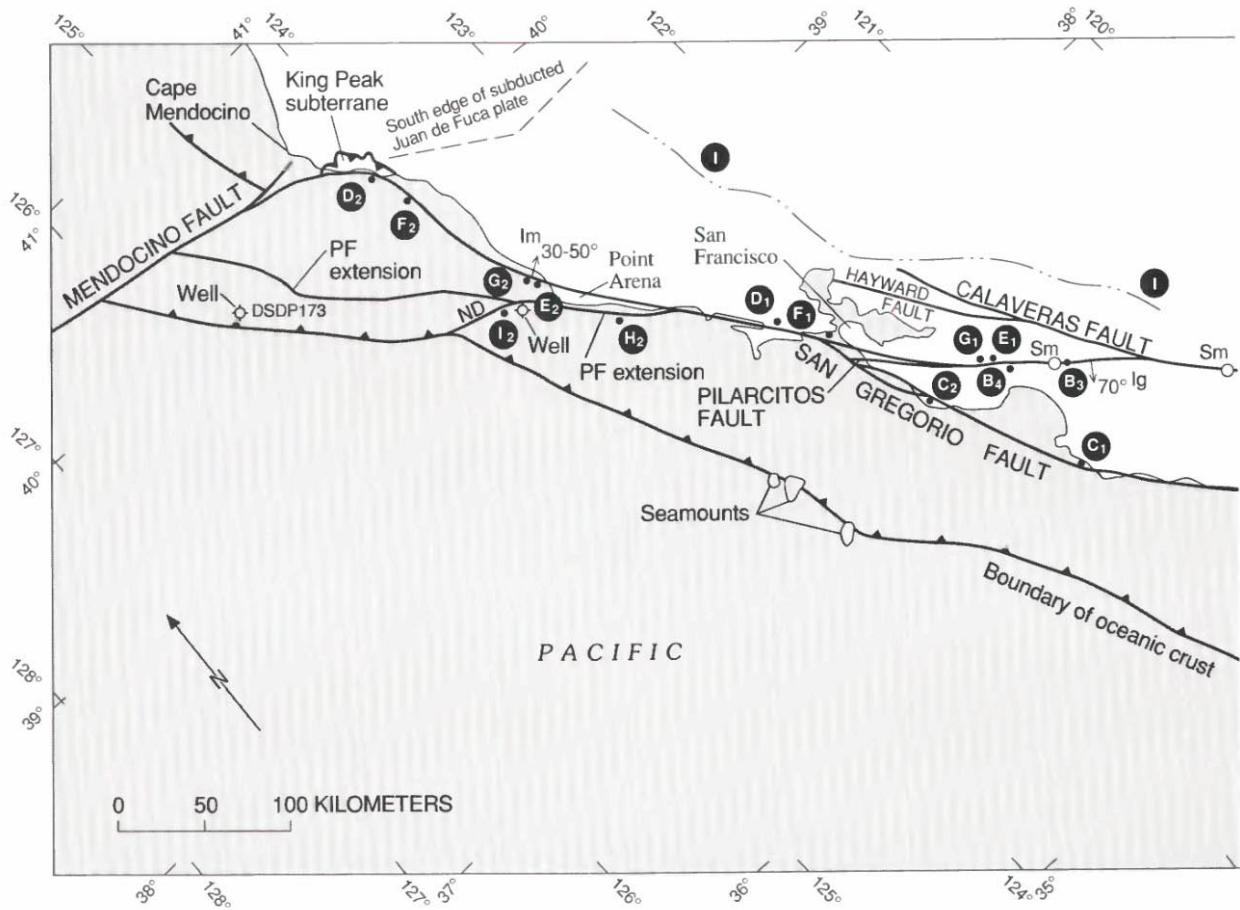 125°
41°
124°
123°
40°
122°
39°
121°
38°
120°
Cape
Mendocino
King Peak
subterrane
South edge of subducted
Juan de Fuca plate
I
126°
41°
MENDOCINO FAULT
D2
F2
PF
extension
Im
30-50°
Point
Arena
San
Francisco
HAYWARD
FAULT
CALAVERAS FAULT
I
Well
DSDP173
ND
G2
E2
I2
Well
H2
PF extension
D1
F1
G1
E1
Sm
Sm
PILARCITOS
FAULT
SAN GREGORIO FAULT
C2
B4
B3
70°
Ig
C1
127°
40°
Seamounts
Boundary of oceanic crust
PACIFIC
N
128°
39°
0 50 100 KILOMETERS
38°
128°
127°
37°
126°
36°
125°
124°
35°